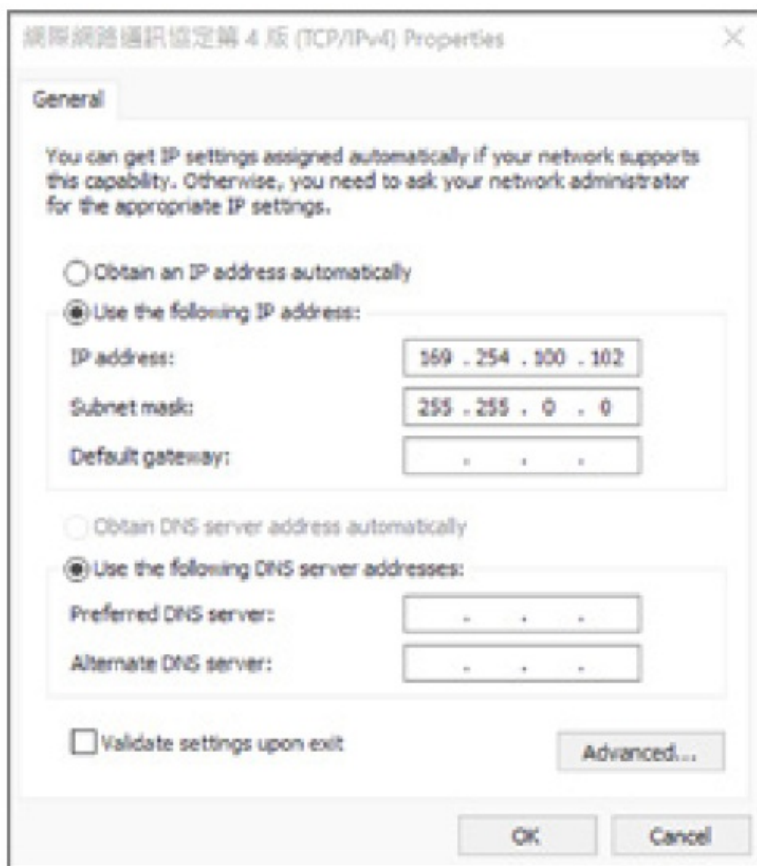 網際網路通訊協定第 4 版 (TCP/IPv4) Properties
General
You can get IP settings assigned automatically if your network supports
this capability. Otherwise, you need to ask your network administrator
for the appropriate IP settings.
Obtain an IP address automatically
Use the following IP address:
IP address: 169 . 254 . 100 . 102
Subnet mask: 255 . 255 . 0 . 0
Default gateway: . . .
Obtain DNS server address automatically
Use the following DNS server addresses:
Preferred DNS server: . . .
Alternate DNS server: . . .
Validate settings upon exit
Advanced...
OK Cancel